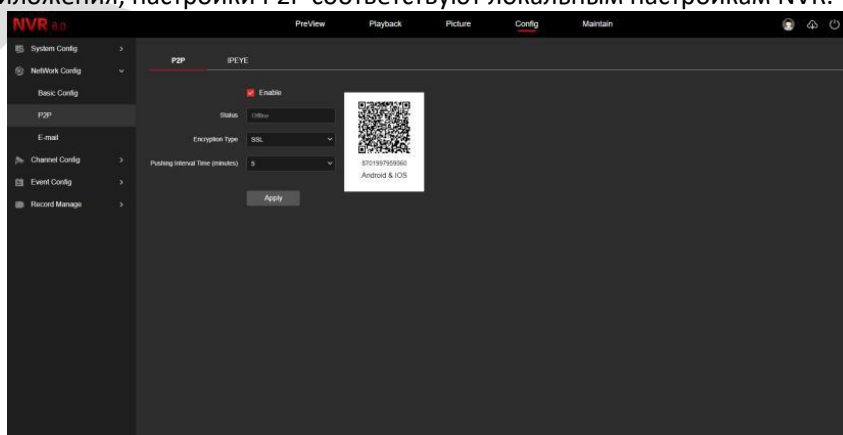 иложения, настройки P2P соответствуют локальным настройкам NVR.
NVR 8.0
PreView Playback Picture Config Maintain
System Config
NetWork Config
Basic Config
P2P
E-mail
Channel Config
Event Config
Record Manage
P2P IPEYE
Enable
Status Offline
Encryption Type SSL
Pushing Interval Time (minutes) 5
Apply
8701997959360
Android & IOS